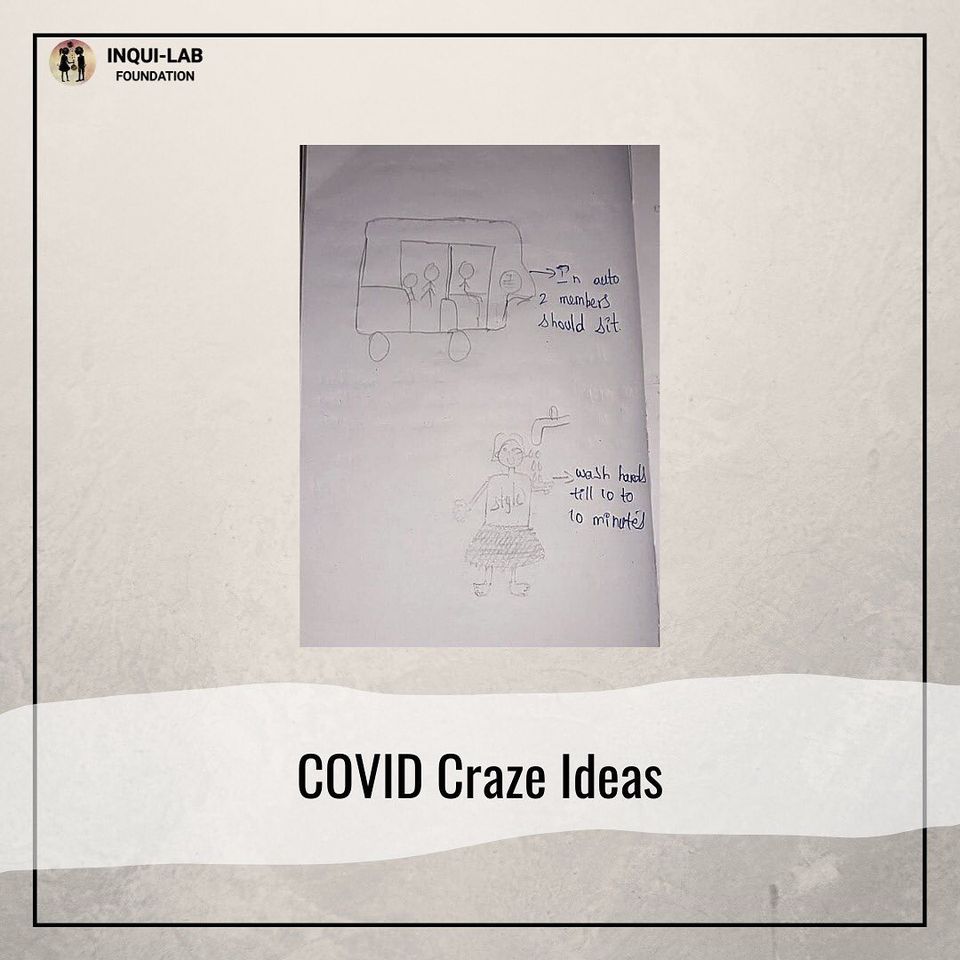 INQUI-LAB
FOUNDATION
In auto
2 members
should sit
wash hands
till 10 to
10 minutes
style
COVID Craze Ideas